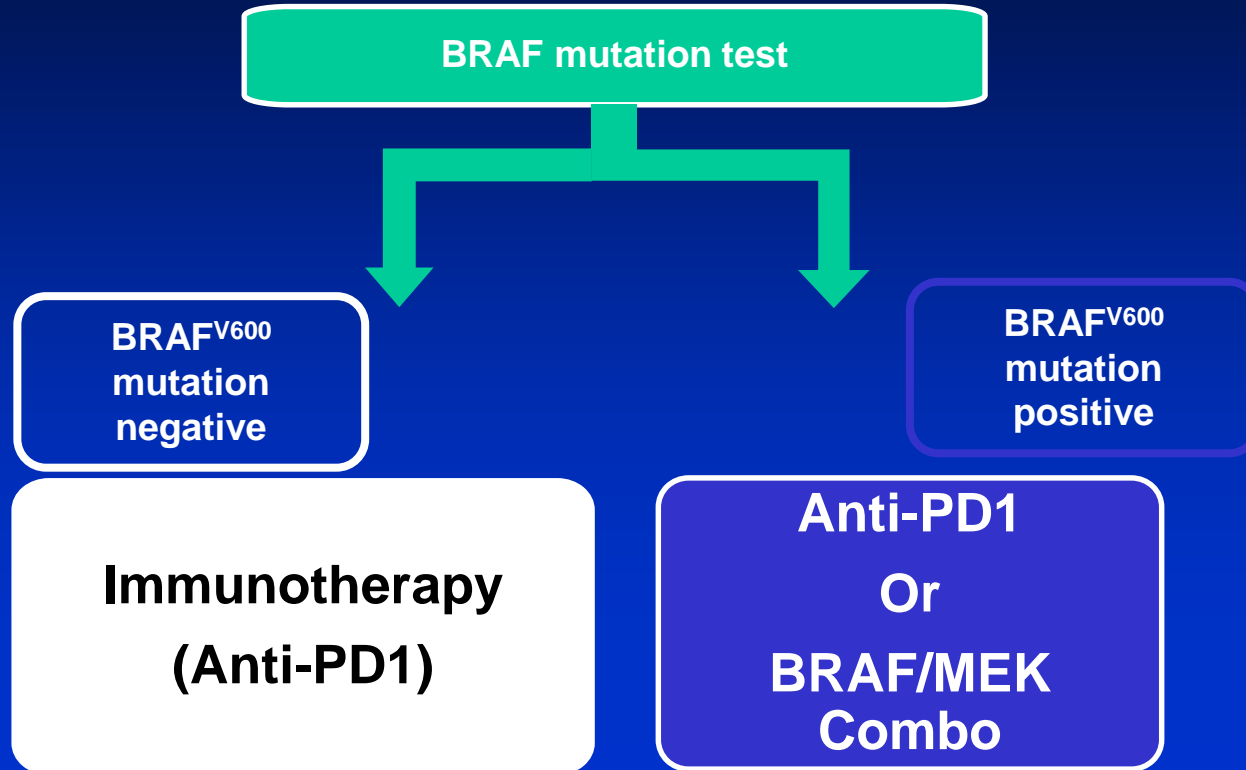 BRAF mutation test
BRAFV600
mutation
negative
BRAFV600
mutation
positive
Immunotherapy
(Anti-PD1)
Anti-PD1
Or
BRAF/MEK
Combo